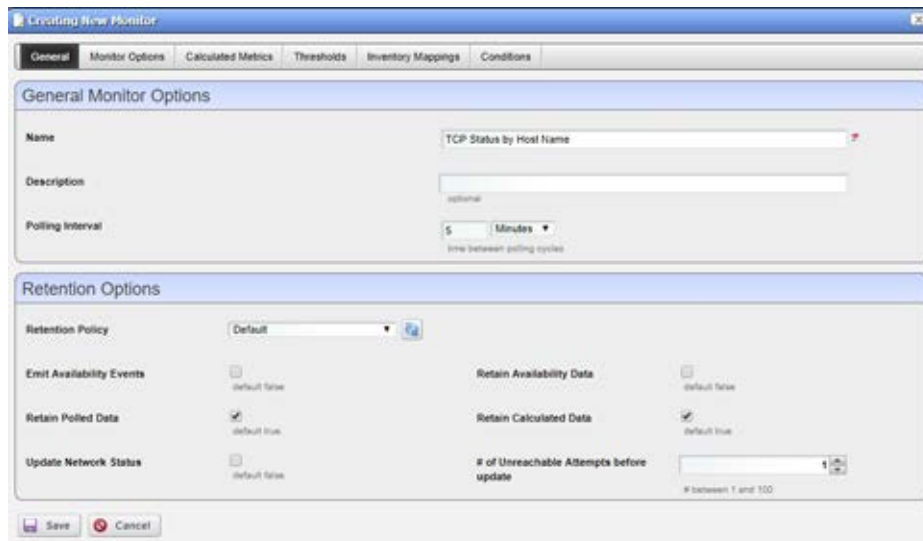 Creating New Monitor
General Monitor Options Calculated Metrics Thresholds Inventory Mappings Conditions
General Monitor Options
Name TCP Status by Host Name *
Description
optional
Polling Interval 5 Minutes
time between polling cycles
Retention Options
Retention Policy Default
Emit Availability Events Retain Availability Data
default false default false
Retain Polled Data Retain Calculated Data
default true default true
Update Network Status # of Unreachable Attempts before update 1
default false # between 1 and 100
Save Cancel